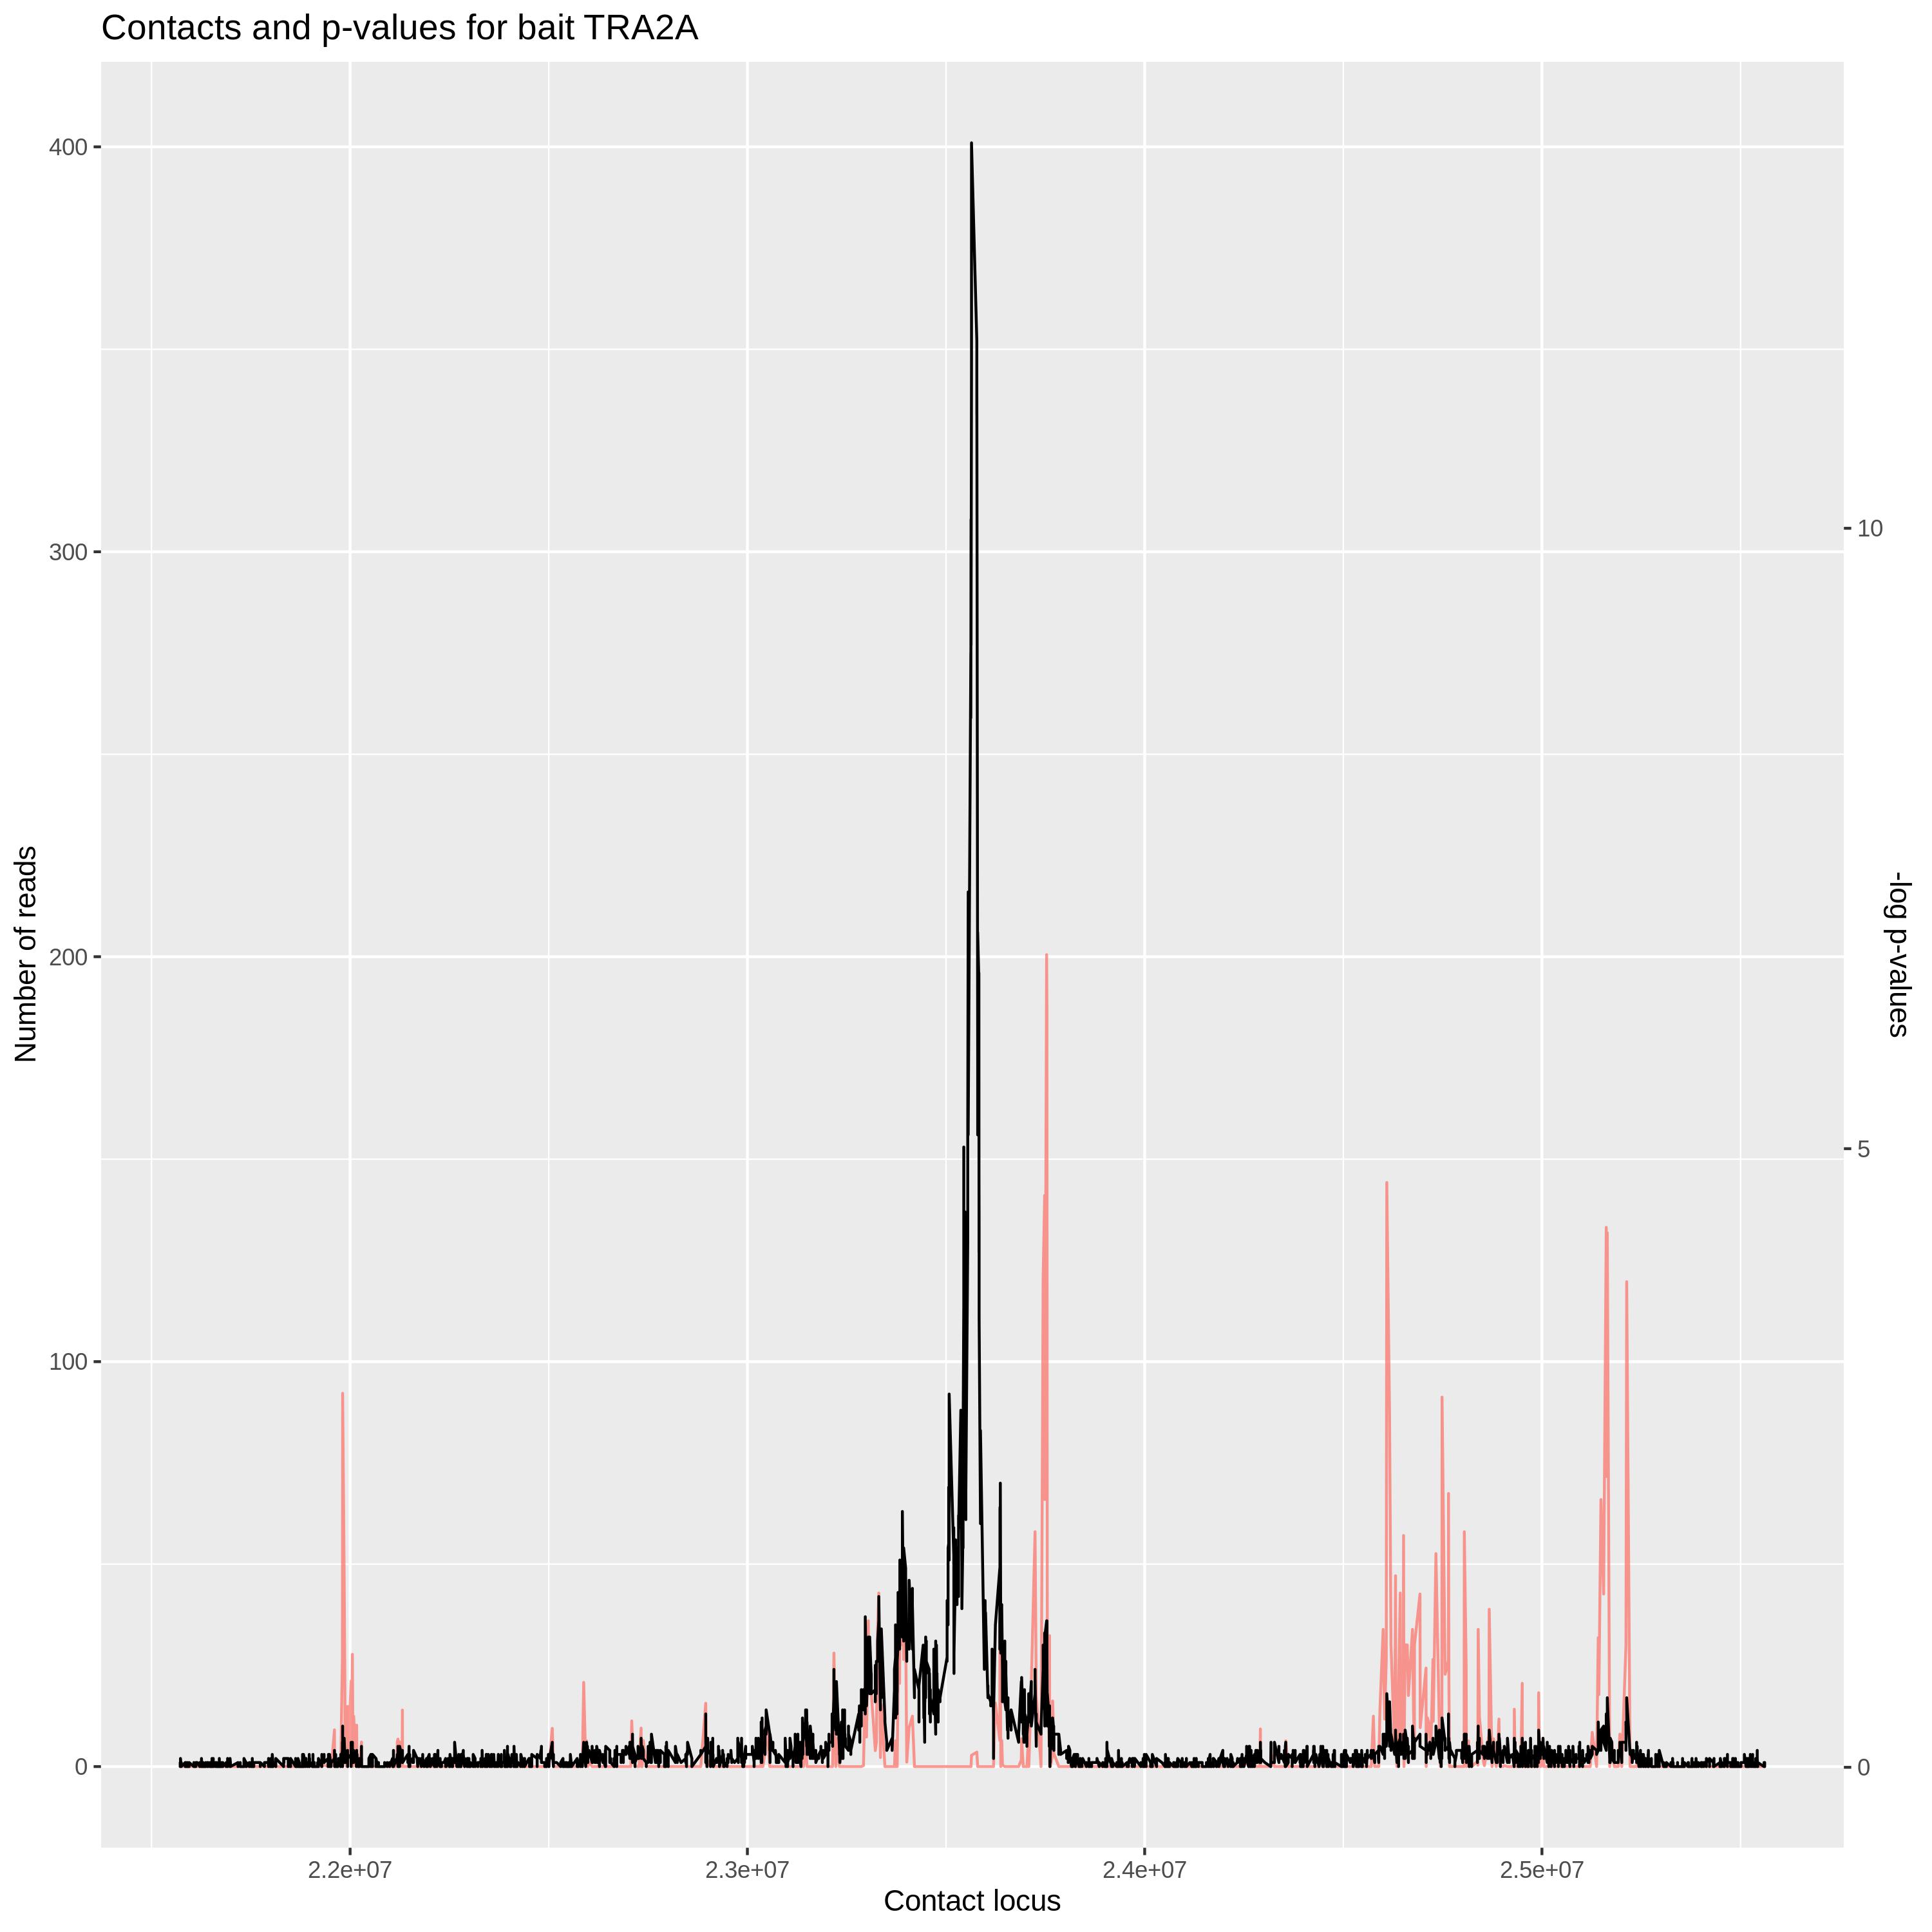 Contacts and p-values for bait TRA2A
400
300
200
100
0
Number of reads
10
5
0
-log p-values
2.2e+07
2.3e+07
2.4e+07
2.5e+07
Contact locus